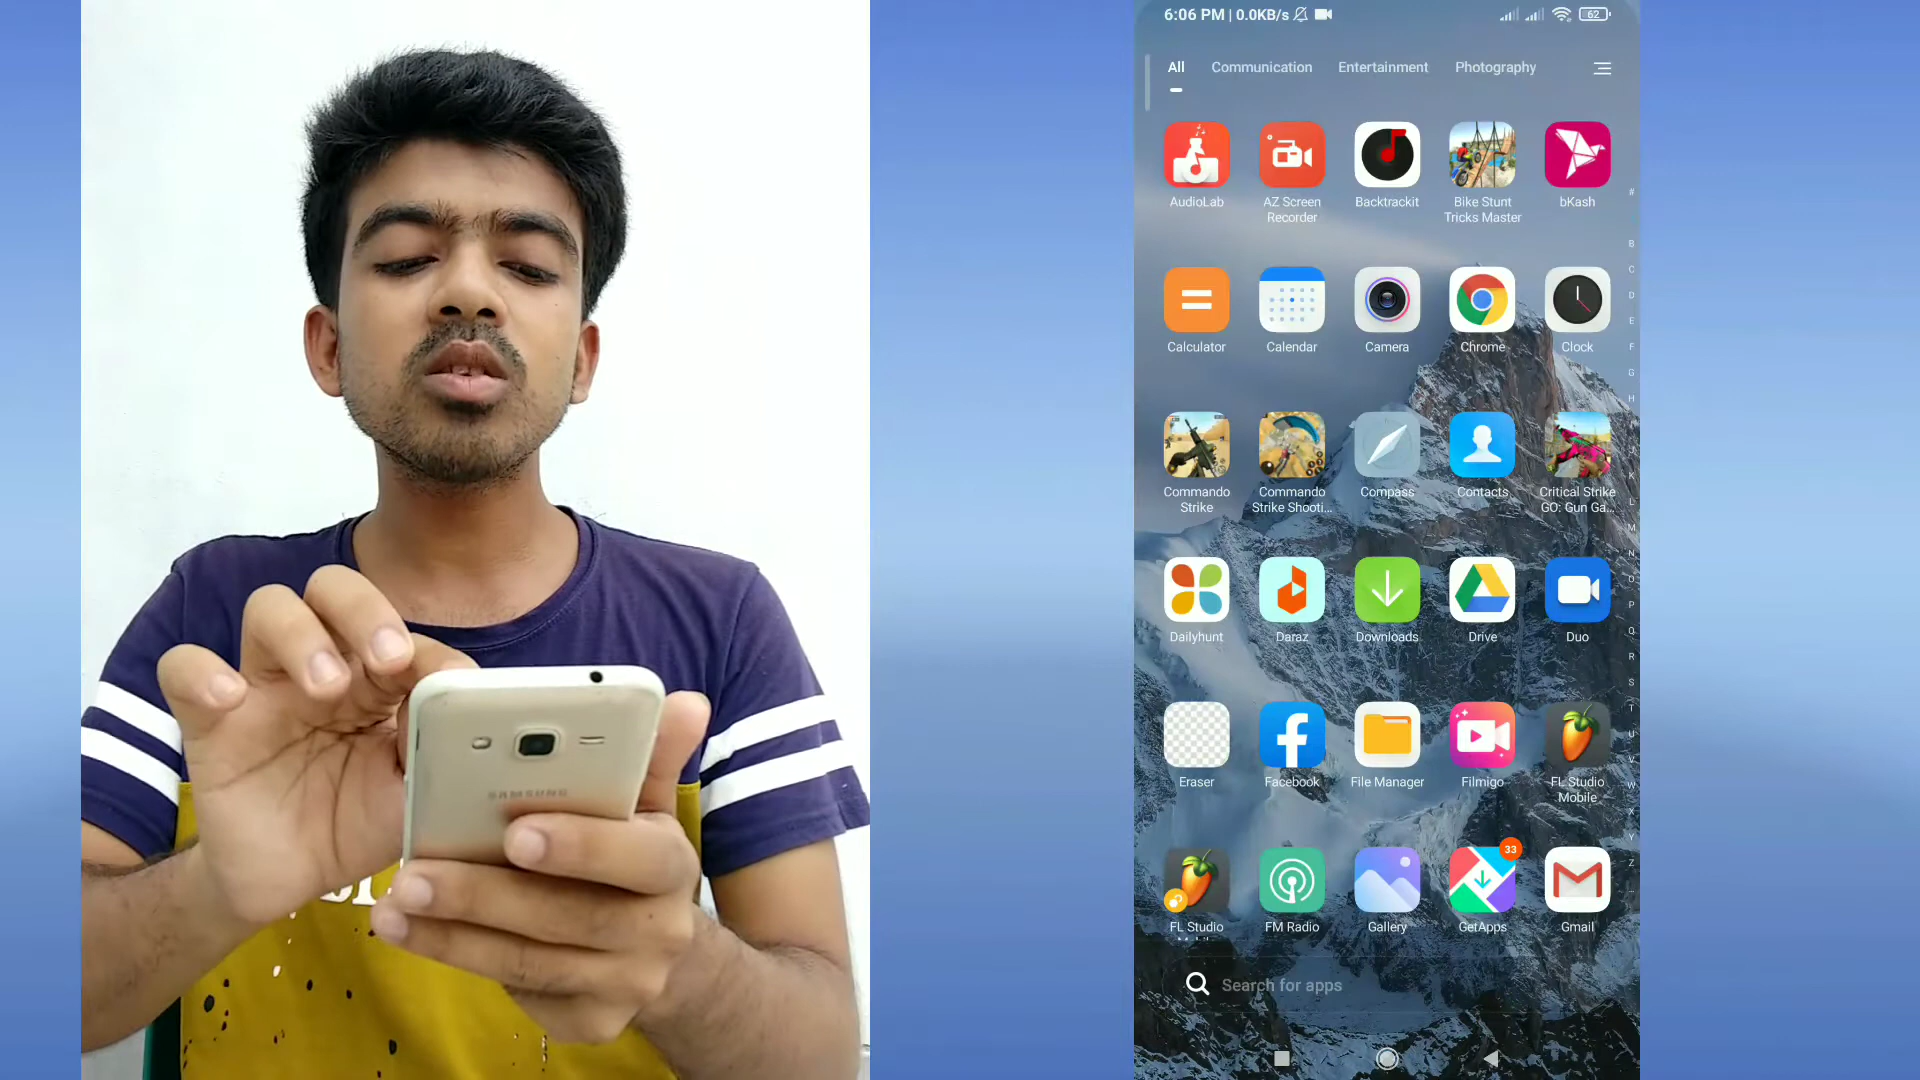 6:06 PM | 0.0KB/s
62
All Communication Entertainment Photography
AudioLab
AZ Screen
Recorder
Backtrackit
Bike Stunt
Tricks Master
bKash
Calculator
Calendar
Camera
Chrome
Clock
Commando
Strike
Commando
Strike Shooti...
Compass
Contacts
Critical Strike
GO: Gun Ga...
Dailyhunt
Daraz
Downloads
Drive
Duo
Eraser
Facebook
File Manager
Filmigo
FL Studio
Mobile
33
FL Studio
FM Radio
Gallery
GetApps
Gmail
Search for apps
#
B
C
D
E
F
G
H
J
K
L
M
N
O
P
Q
R
S
T
U
V
W
X
Y
Z
SAMSUNG